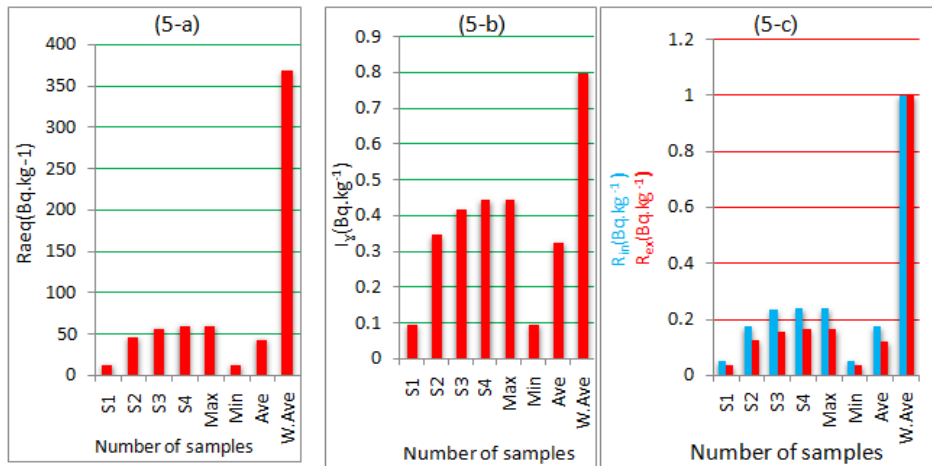 (5-a)
Raeq(Bq.kg-1)
400
350
300
250
200
150
100
50
0
S1
S2
S3
S4
Max
Min
Ave
W.Ave
Number of samples
(5-b)
Iɣ(Bq.kg-1)
0.9
0.8
0.7
0.6
0.5
0.4
0.3
0.2
0.1
0
S1
S2
S3
S4
Max
Min
Ave
W.Ave
Number of samples
(5-c)
Rin(Bq.kg-1)
Rex(Bq.kg-1)
1.2
1
0.8
0.6
0.4
0.2
0
S1
S2
S3
S4
Max
Min
Ave
W.Ave
Number of samples